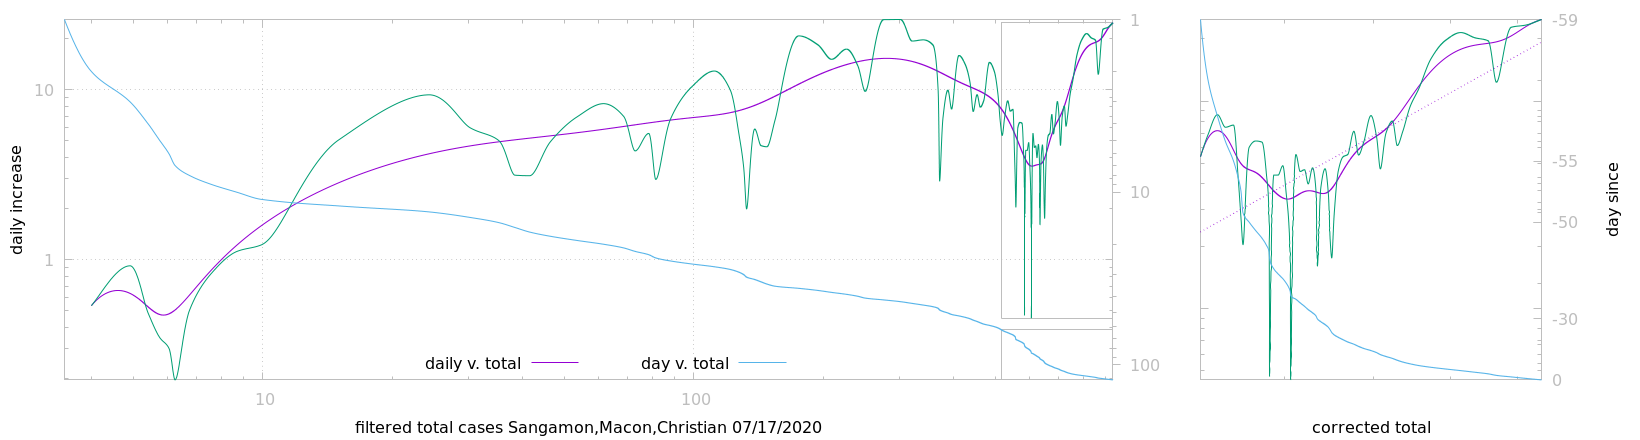 1
-59
10
daily increase
-55
day since
10
-50
1
-30
daily v. total
day v. total
100
0
10
100
filtered total cases Sangamon,Macon,Christian 07/17/2020
corrected total